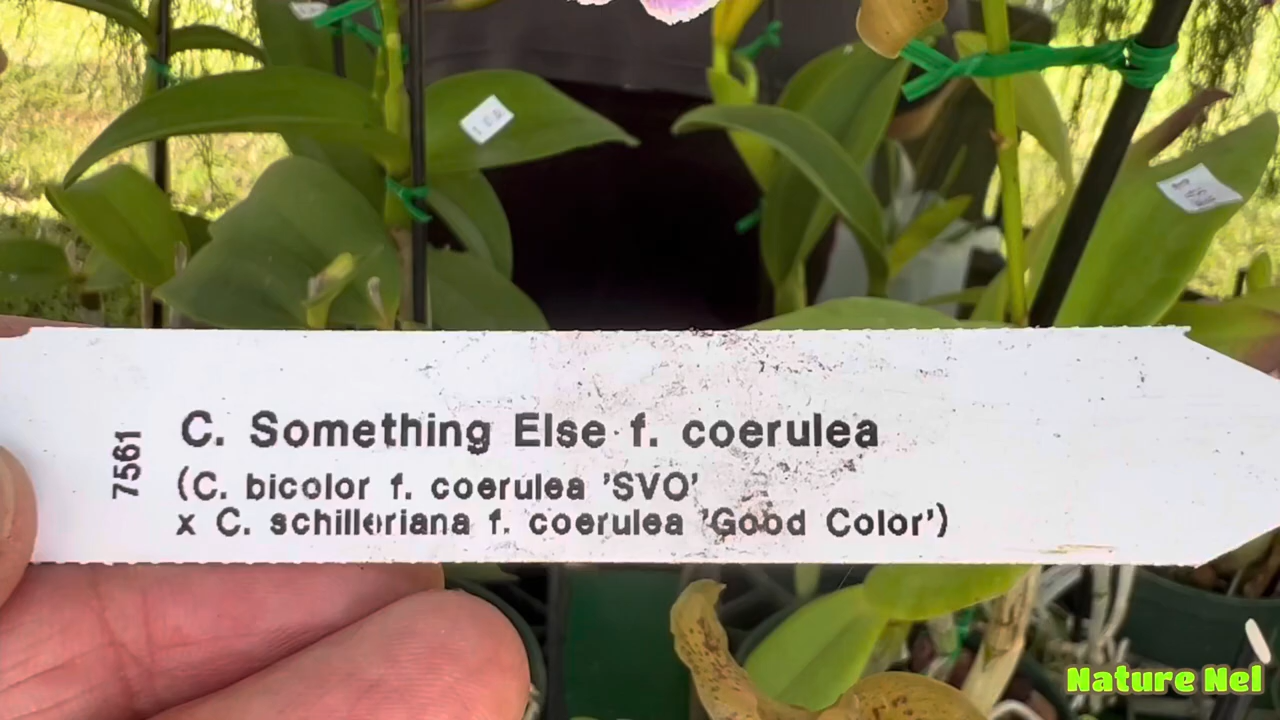 7561
C. Something Else f. coerulea
(C. bicolor f. coerulea 'SVO'
x C. schilleriana f. coerulea 'Good Color')
Nature Nel